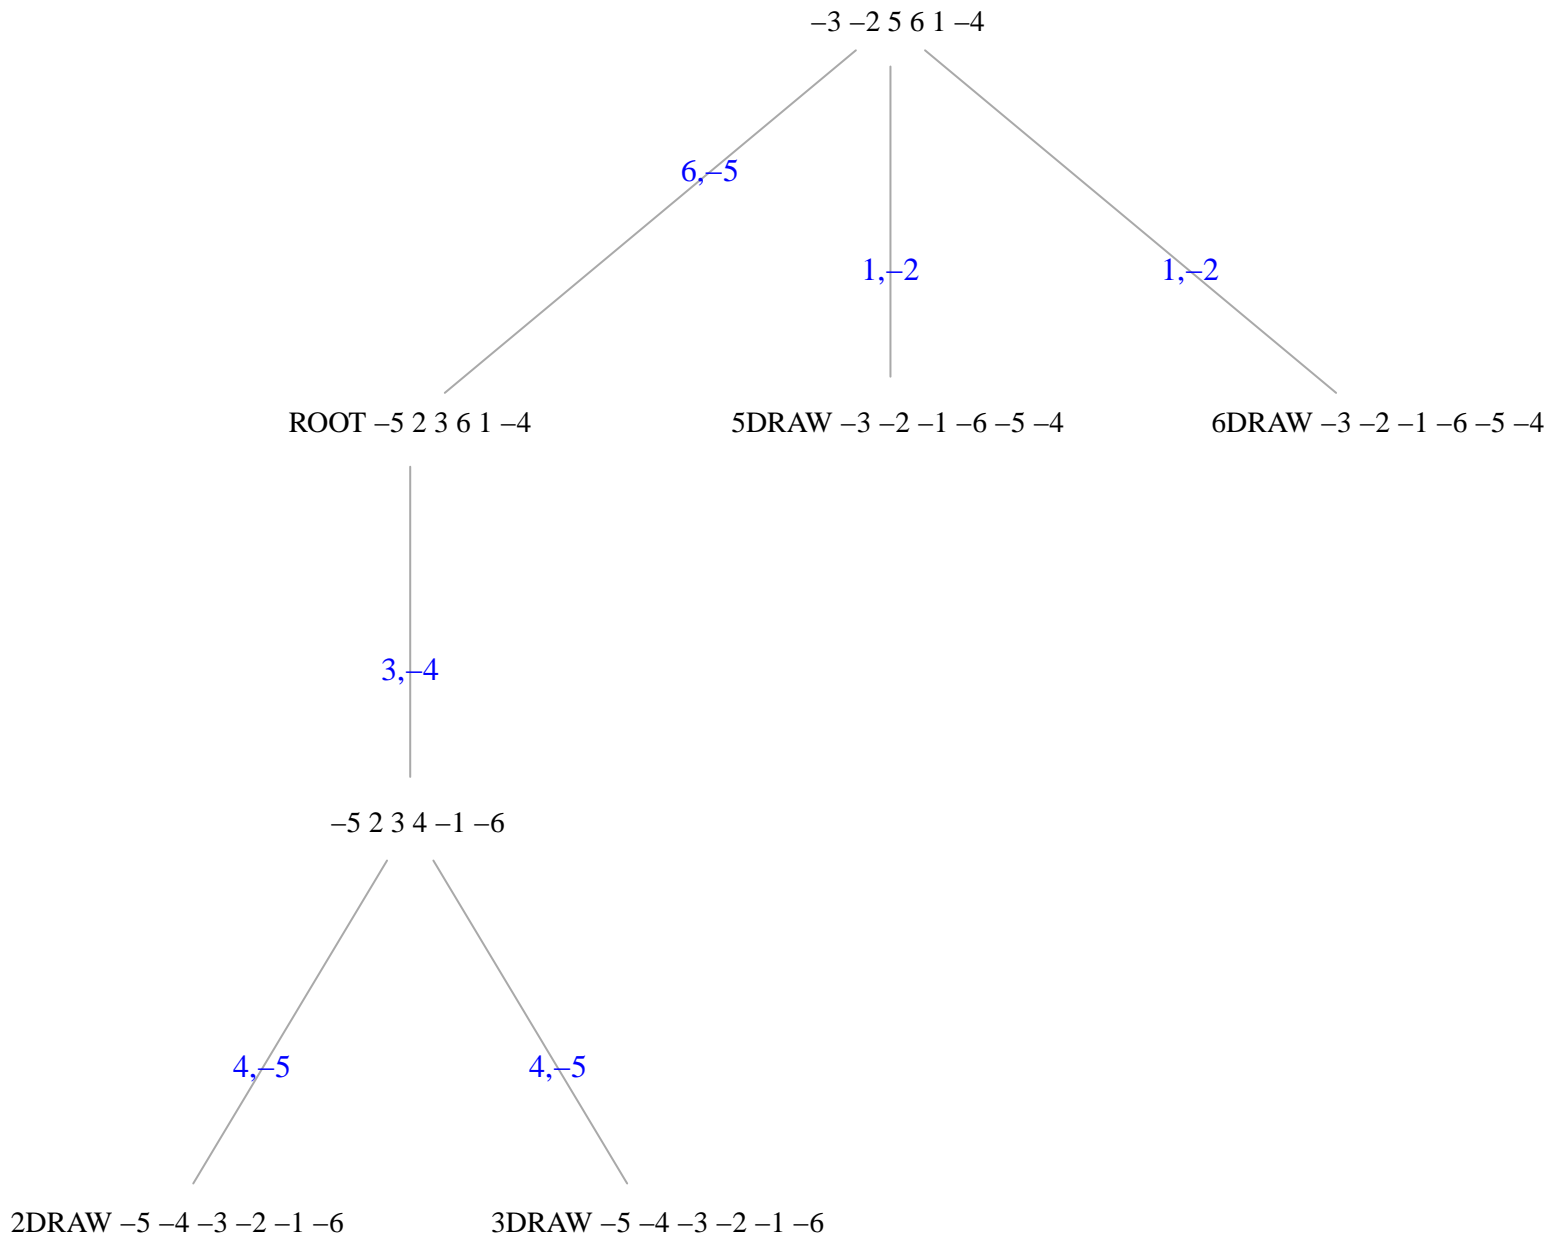 –3 –2 5 6 1 –4
6,–5
1,–2
1,–2
ROOT –5 2 3 6 1 –4
5DRAW –3 –2 –1 –6 –5 –4
6DRAW –3 –2 –1 –6 –5 –4
3,–4
–5 2 3 4 –1 –6
4,–5
4,–5
2DRAW –5 –4 –3 –2 –1 –6
3DRAW –5 –4 –3 –2 –1 –6